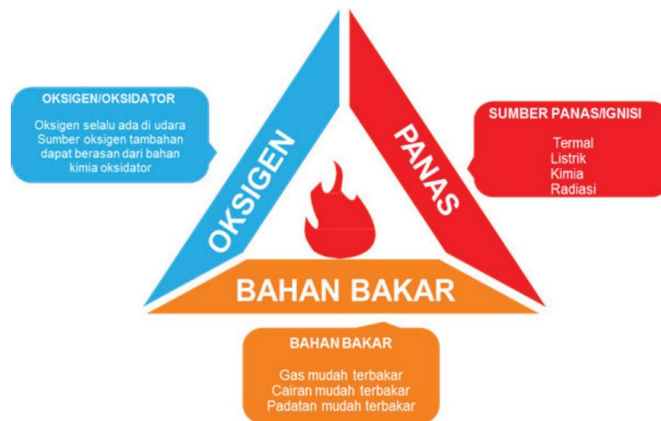 OKSIGEN/OKSIDATOR
Oksigen selalu ada di udara
Sumber oksigen tambahan
dapat berasan dari bahan
kimia oksidator
OKSIGEN
PANAS
SUMBER PANAS/IGNISI
Termal
Listrik
Kimia
Radiasi
BAHAN BAKAR
BAHAN BAKAR
Gas mudah terbakar
Cairan mudah terbakar
Padatan mudah terbakar